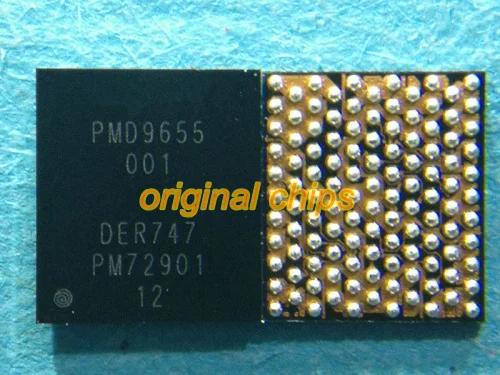 PMD9655
001
original chips
DER747
PM72901
12